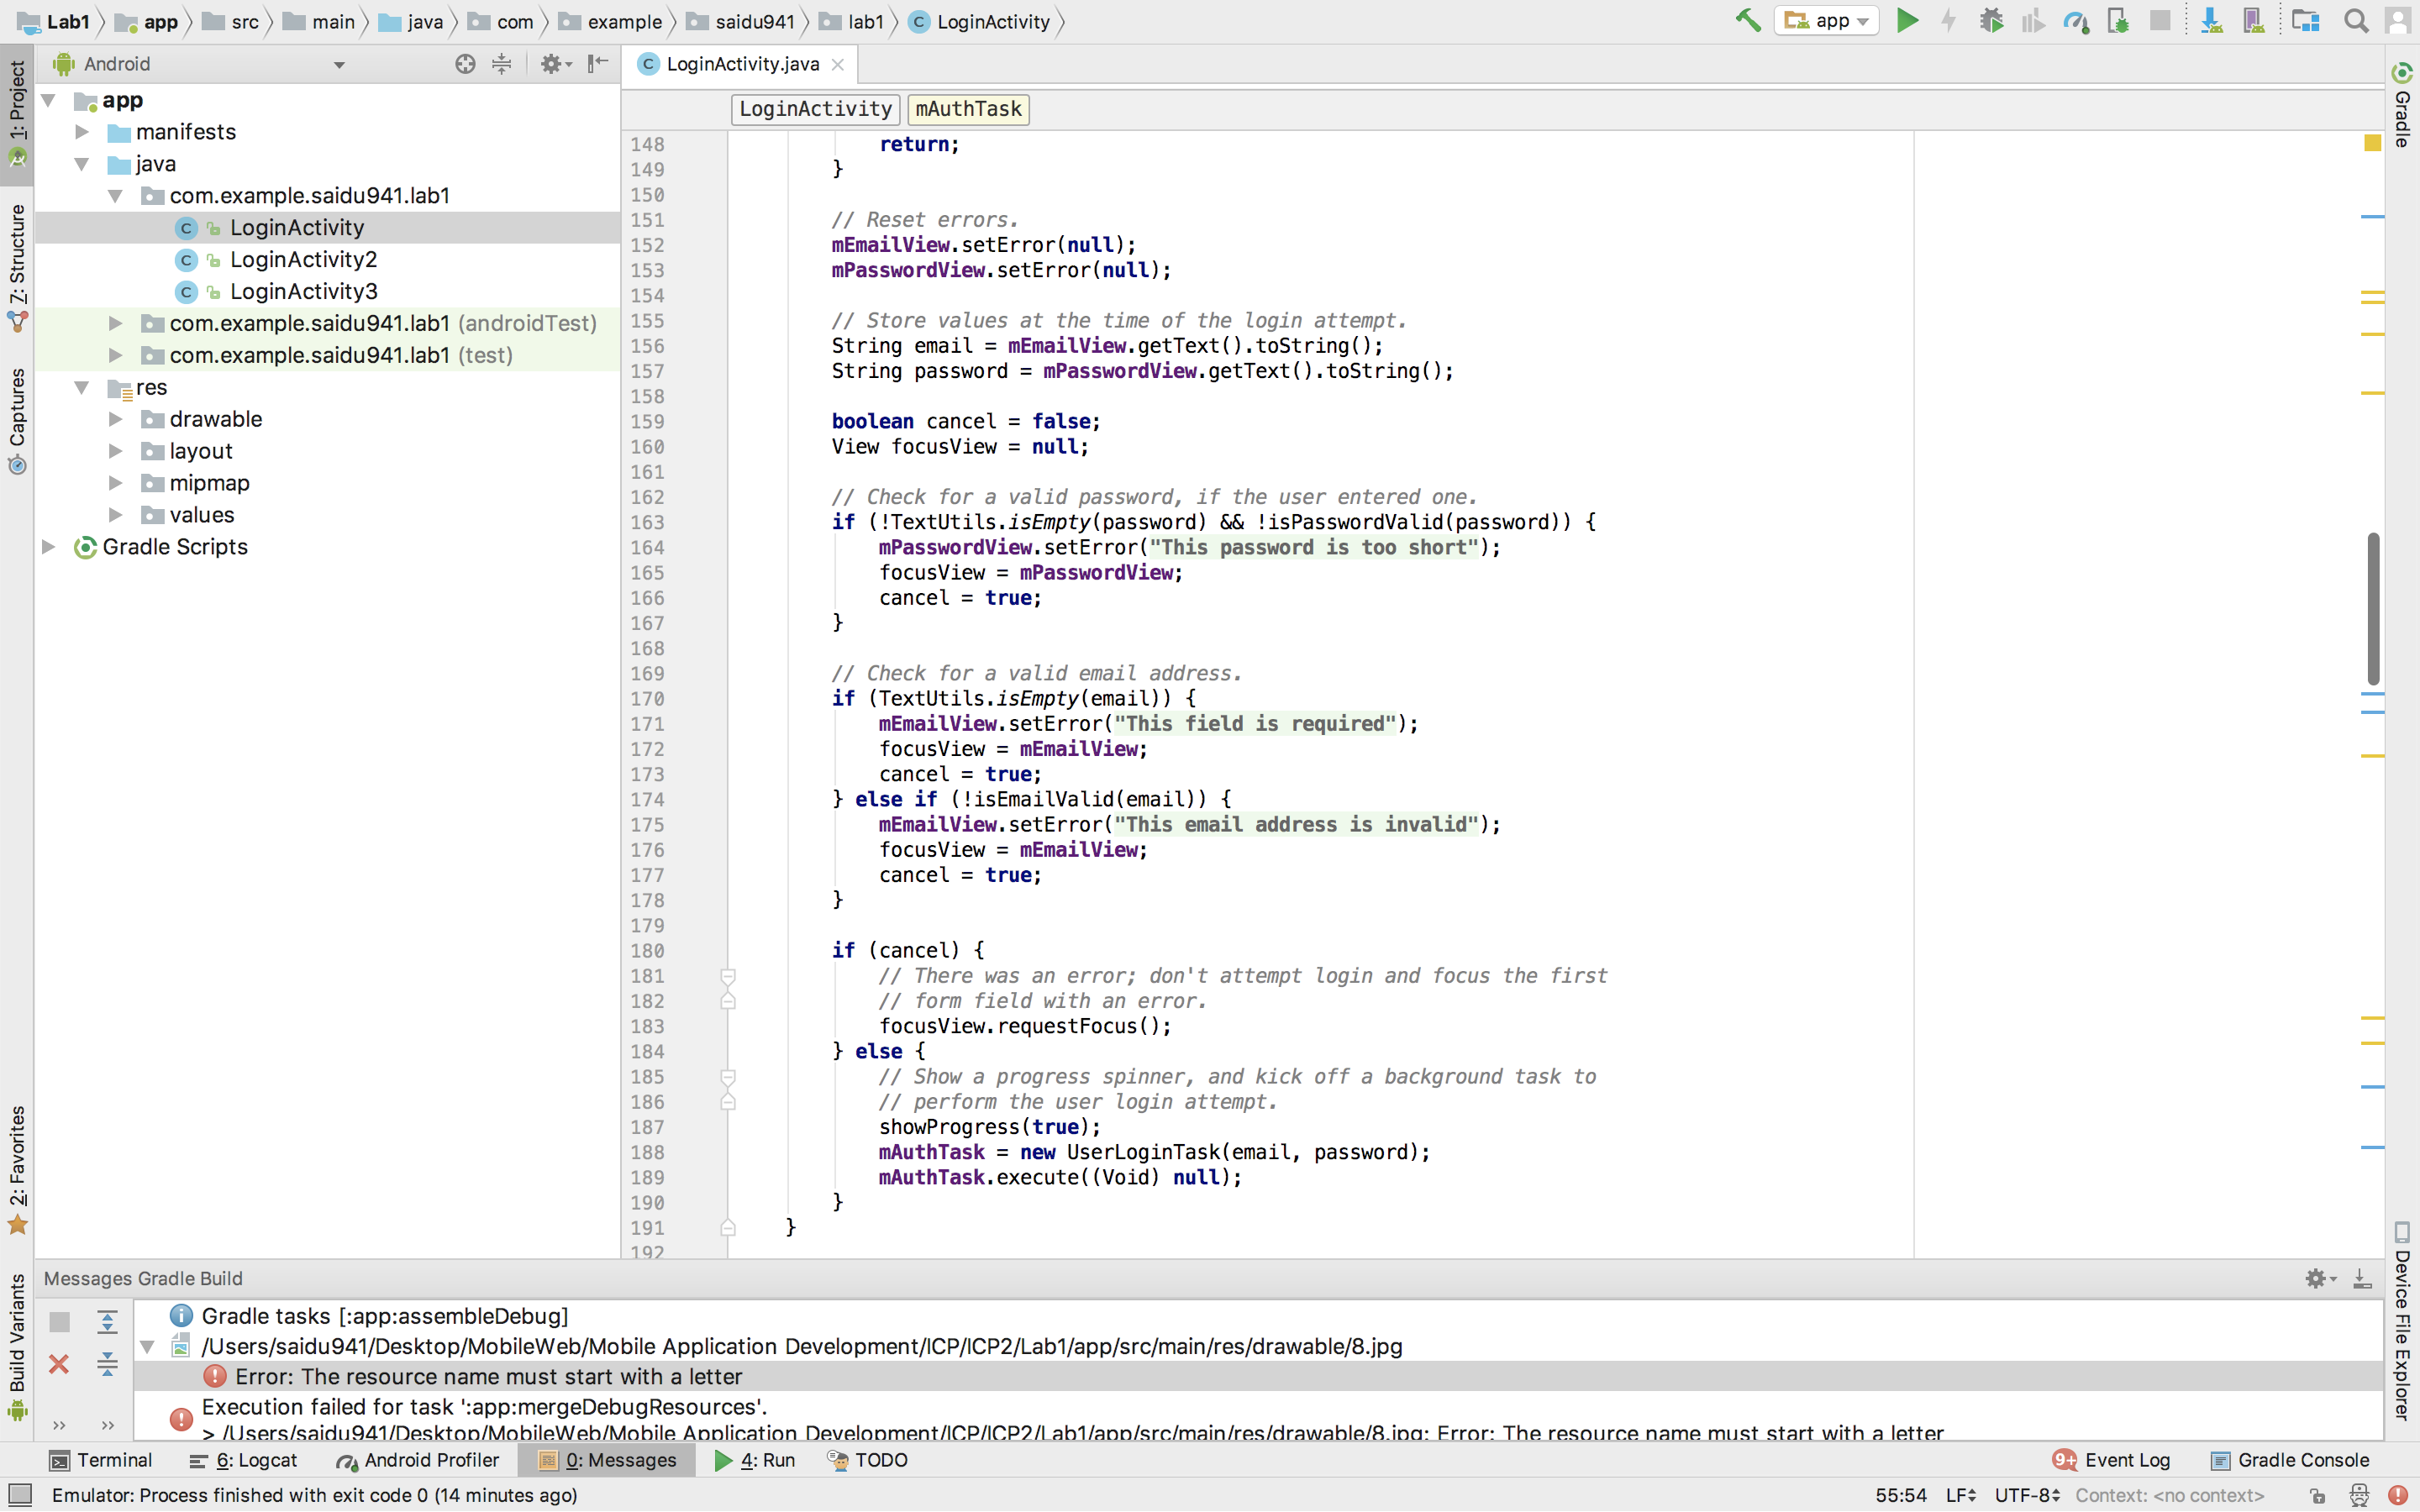 Lab1 app src main java com example saidu941 lab1 LoginActivity
app
1: Project
7: Structure
Captures
2: Favorites
Build Variants
Android
app
manifests
java
com.example.saidu941.lab1
LoginActivity
LoginActivity2
LoginActivity3
com.example.saidu941.lab1 (androidTest)
com.example.saidu941.lab1 (test)
res
drawable
layout
mipmap
values
Gradle Scripts
LoginActivity.java
LoginActivity mAuthTask
148 return;
149 }
150
151 // Reset errors.
152 mEmailView.setError(null);
153 mPasswordView.setError(null);
154
155 // Store values at the time of the login attempt.
156 String email = mEmailView.getText().toString();
157 String password = mPasswordView.getText().toString();
158
159 boolean cancel = false;
160 View focusView = null;
161
162 // Check for a valid password, if the user entered one.
163 if (!TextUtils.isEmpty(password) && !isPasswordValid(password)) {
164 mPasswordView.setError("This password is too short");
165 focusView = mPasswordView;
166 cancel = true;
167 }
168
169 // Check for a valid email address.
170 if (TextUtils.isEmpty(email)) {
171 mEmailView.setError("This field is required");
172 focusView = mEmailView;
173 cancel = true;
174 } else if (!isEmailValid(email)) {
175 mEmailView.setError("This email address is invalid");
176 focusView = mEmailView;
177 cancel = true;
178 }
179
180 if (cancel) {
181 // There was an error; don't attempt login and focus the first
182 // form field with an error.
183 focusView.requestFocus();
184 } else {
185 // Show a progress spinner, and kick off a background task to
186 // perform the user login attempt.
187 showProgress(true);
188 mAuthTask = new UserLoginTask(email, password);
189 mAuthTask.execute((Void) null);
190 }
191 }
192
Gradle
Device File Explorer
Messages Gradle Build
Gradle tasks [:app:assembleDebug]
/Users/saidu941/Desktop/MobileWeb/Mobile Application Development/ICP/ICP2/Lab1/app/src/main/res/drawable/8.jpg
Error: The resource name must start with a letter
Execution failed for task ':app:mergeDebugResources'.
> /Users/saidu941/Desktop/MobileWeb/Mobile Application Development/ICP/ICP2/Lab1/app/src/main/res/drawable/8.jpg: Error: The resource name must start with a letter
Terminal 6: Logcat Android Profiler 0: Messages 4: Run TODO 9+ Event Log Gradle Console
Emulator: Process finished with exit code 0 (14 minutes ago) 55:54 LF UTF-8 Context: <no context>